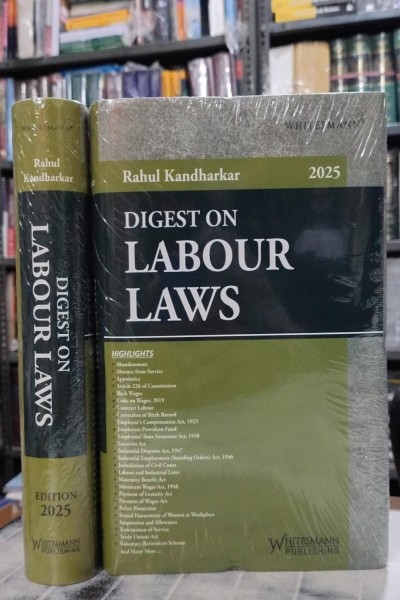 Rahul
Kandharkar
DIGEST ON
LABOUR LAWS
EDITION
2025
WHITESMANN
PUBLISHING
WHITESMANN
Rahul Kandharkar 2025
DIGEST ON
LABOUR
LAWS
HIGHLIGHTS
Abandonment
Absence from Service
Apprentice
Article 226 of Constitution
Back Wages
Code on Wages, 2019
Contract Labour
Correction of Birth Record
Employee's Compensation Act, 1923
Employees Provident Fund
Employees' State Insurance Act, 1948
Factories Act
Industrial Disputes Act, 1947
Industrial Employment (Standing Orders) Act, 1946
Jurisdiction of Civil Court
Labour and Industrial Laws
Maternity Benefit Act
Minimum Wages Act, 1948
Payment of Gratuity Act
Payment of Wages Act
Police Protection
Sexual Harassment of Women at Workplace
Suspension and Allowance
Termination of Service
Trade Unions Act
Voluntary Retirement Scheme
And Many More ...
WHITESMANN
PUBLISHING